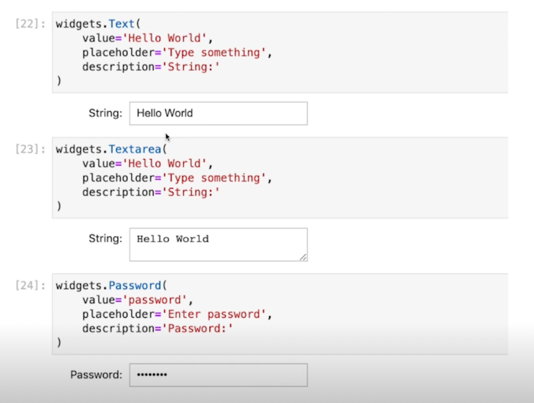 [22]: widgets.Text(
value='Hello World',
placeholder='Type something',
description='String:'
)
String: Hello World
[23]: widgets.Textarea(
value='Hello World',
placeholder='Type something',
description='String:'
)
String: Hello World
[24]: widgets.Password(
value='password',
placeholder='Enter password',
description='Password:'
)
Password: ••••••••